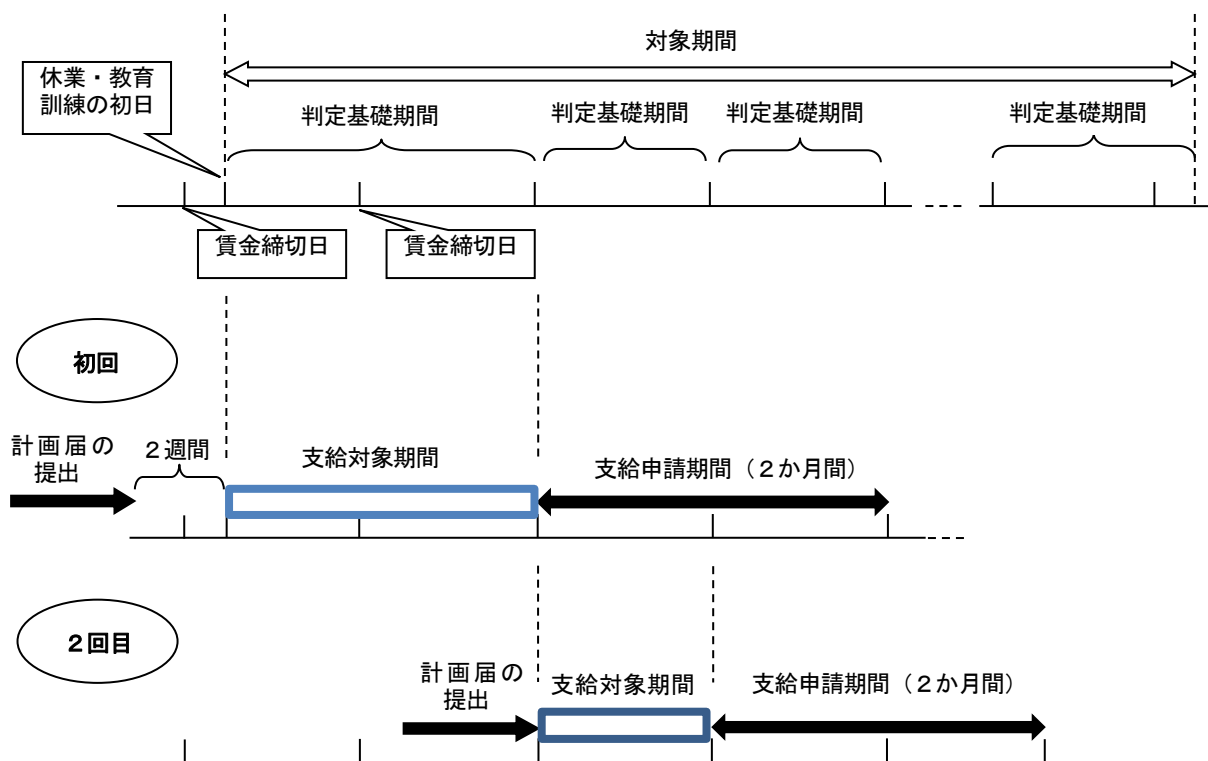 対象期間
休業・教育
訓練の初日
判定基礎期間
判定基礎期間
判定基礎期間
判定基礎期間
賃金締切日
賃金締切日
初回
計画届の
提出
２週間
支給対象期間
支給申請期間（２か月間）
２回目
計画届の
提出
支給対象期間
支給申請期間（２か月間）